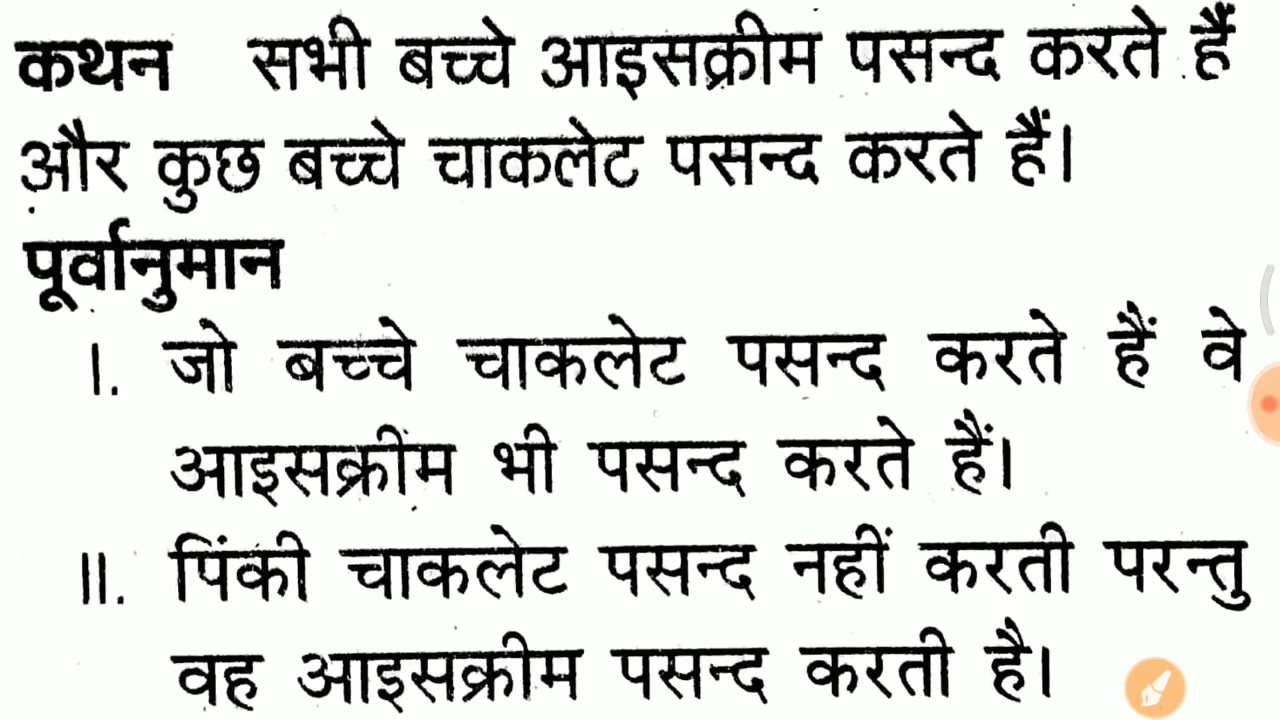 कथन सभी बच्चे आइसक्रीम पसन्द करते हैं
और कुछ बच्चे चाकलेट पसन्द करते हैं।
पूर्वानुमान
I. जो बच्चे चाकलेट पसन्द करते हैं वे
आइसक्रीम भी पसन्द करते हैं।
II. पिंकी चाकलेट पसन्द नहीं करती परन्तु
वह आइसक्रीम पसन्द करती है।